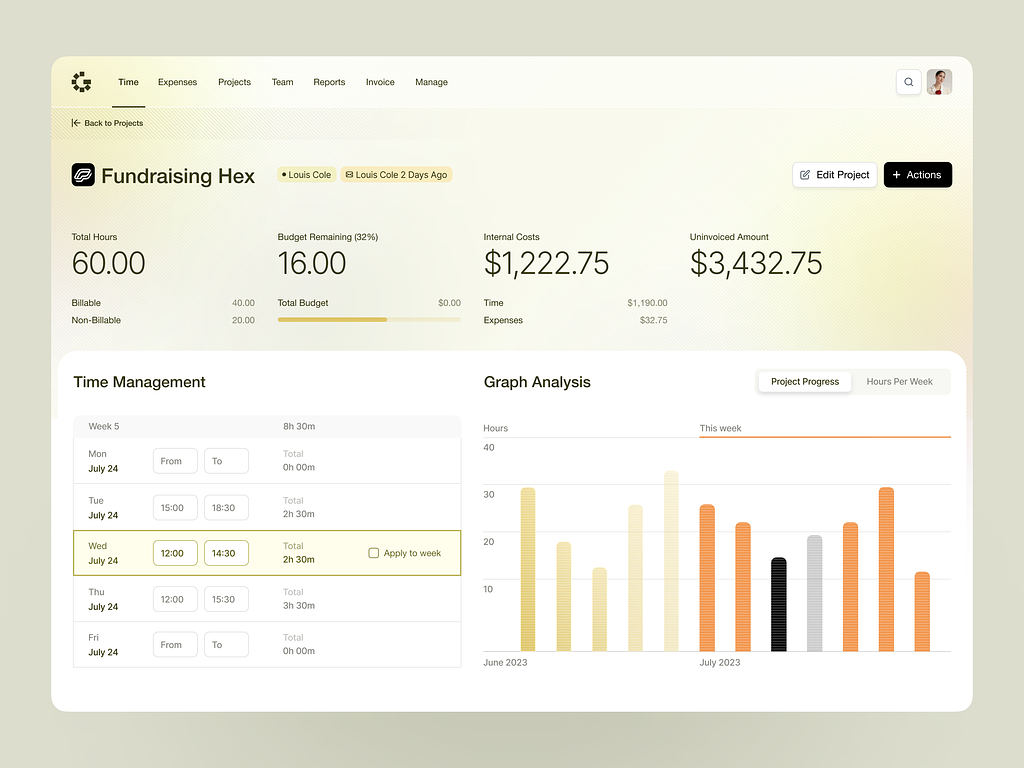 Time Expenses Projects Team Reports Invoice Manage
Back to Projects
Fundraising Hex
Louis Cole
Louis Cole 2 Days Ago
Edit Project
+ Actions
Total Hours
60.00
Billable 40.00
Non-Billable 20.00
Budget Remaining (32%)
16.00
Total Budget $0.00
Internal Costs
$1,222.75
Time $1,190.00
Expenses $32.75
Uninvoiced Amount
$3,432.75
Time Management
Week 5 8h 30m
Mon
July 24
From To
Total
0h 00m
Tue
July 24
15:00 18:30
Total
2h 30m
Wed
July 24
12:00 14:30
Total
2h 30m
Apply to week
Thu
July 24
12:00 15:30
Total
3h 30m
Fri
July 24
From To
Total
0h 00m
Graph Analysis
Project Progress Hours Per Week
Hours This week
40
30
20
10
June 2023 July 2023